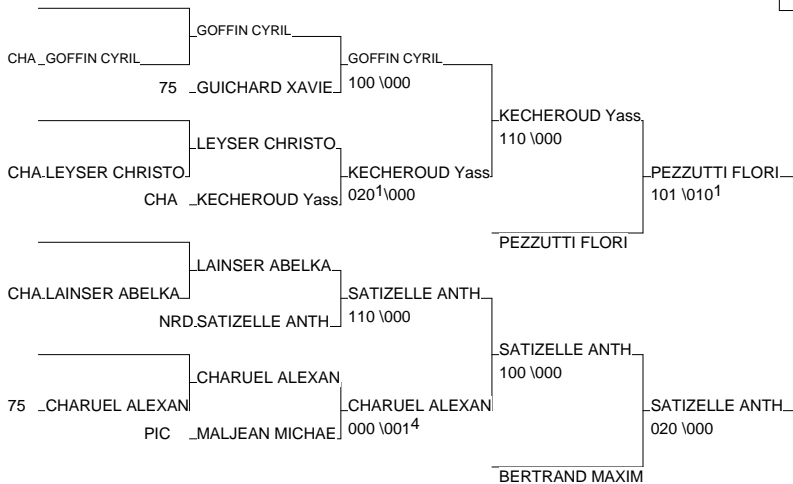 GOFFIN CYRIL
CHA GOFFIN CYRIL
GOFFIN CYRIL
75 GUICHARD XAVIE
100 \000
KECHEROUD Yass
110 \000
LEYSER CHRISTO
CHA LEYSER CHRISTO
KECHEROUD Yass
PEZZUTTI FLORI
CHA KECHEROUD Yass
020¹\000
101 \010¹
PEZZUTTI FLORI
LAINSER ABELKA
CHA LAINSER ABELKA
SATIZELLE ANTH
NRD SATIZELLE ANTH
110 \000
SATIZELLE ANTH
100 \000
CHARUEL ALEXAN
75 CHARUEL ALEXAN
CHARUEL ALEXAN
SATIZELLE ANTH
PIC MALJEAN MICHAE
000 \001⁴
020 \000
BERTRAND MAXIM